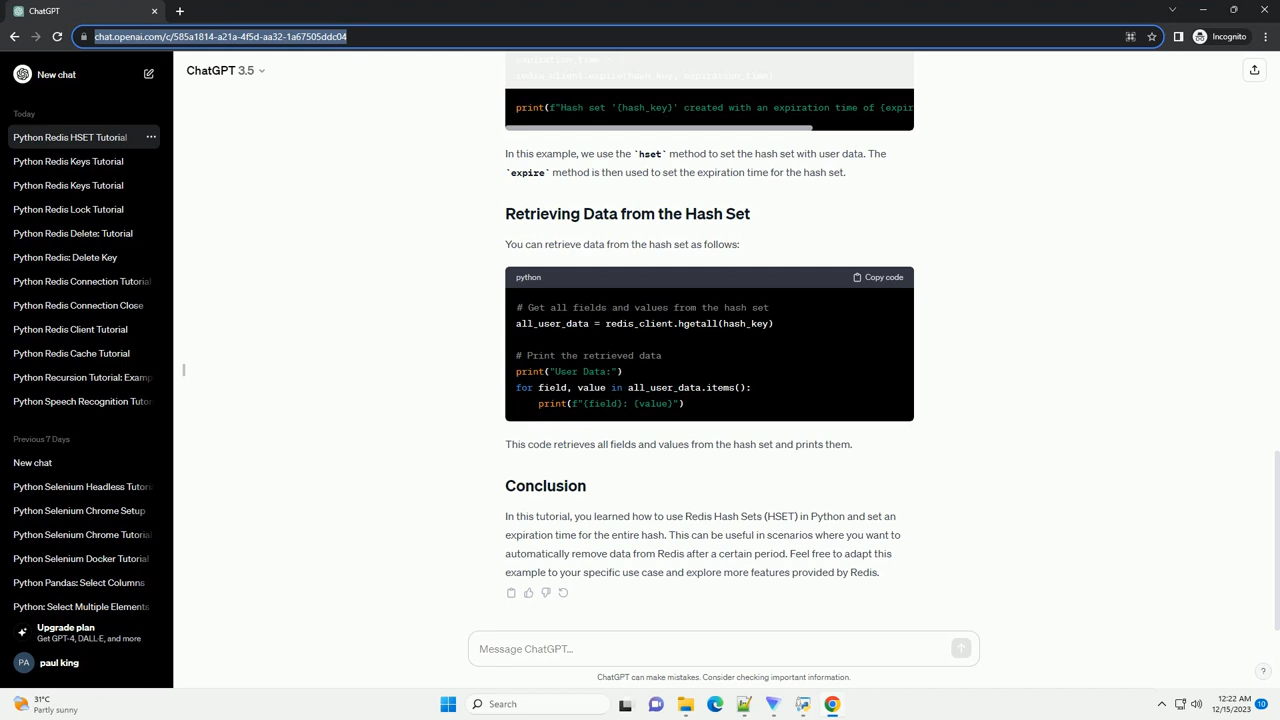 ChatGPT
chat.openai.com/c/585a1814-a21a-4f5d-aa32-1a67505ddc04
Incognito
New chat
ChatGPT 3.5
Today
Python Redis HSET Tutorial
Python Redis Keys Tutorial
Python Redis Keys Tutorial
Python Redis Lock Tutorial
Python Redis Delete: Tutorial
Python Redis: Delete Key
Python Redis Connection Tutorial
Python Redis Connection Close
Python Redis Client Tutorial
Python Redis Cache Tutorial
Python Recursion Tutorial: Examp
Python Speech Recognition Tutor
Previous 7 Days
New chat
Python Selenium Headless Tutoria
Python Selenium Chrome Setup
Python Selenium Chrome Tutorial
Python Selenium Docker Tutorial
Python Pandas: Select Columns
Python: Select Multiple Elements
Upgrade plan
Get GPT-4, DALL·E, and more
PA paul king
expiration_time
redis_client.expire(hash_key, expiration_time)
print(f"Hash set '{hash_key}' created with an expiration time of {expir
In this example, we use the `hset` method to set the hash set with user data. The
`expire` method is then used to set the expiration time for the hash set.
Retrieving Data from the Hash Set
You can retrieve data from the hash set as follows:
python Copy code
# Get all fields and values from the hash set
all_user_data = redis_client.hgetall(hash_key)
# Print the retrieved data
print("User Data:")
for field, value in all_user_data.items():
print(f"{field}: {value}")
This code retrieves all fields and values from the hash set and prints them.
Conclusion
In this tutorial, you learned how to use Redis Hash Sets (HSET) in Python and set an
expiration time for the entire hash. This can be useful in scenarios where you want to
automatically remove data from Redis after a certain period. Feel free to adapt this
example to your specific use case and explore more features provided by Redis.
Message ChatGPT...
ChatGPT can make mistakes. Consider checking important information.
?
31°C
Partly sunny
Search
12:22 AM
12/15/2023
10